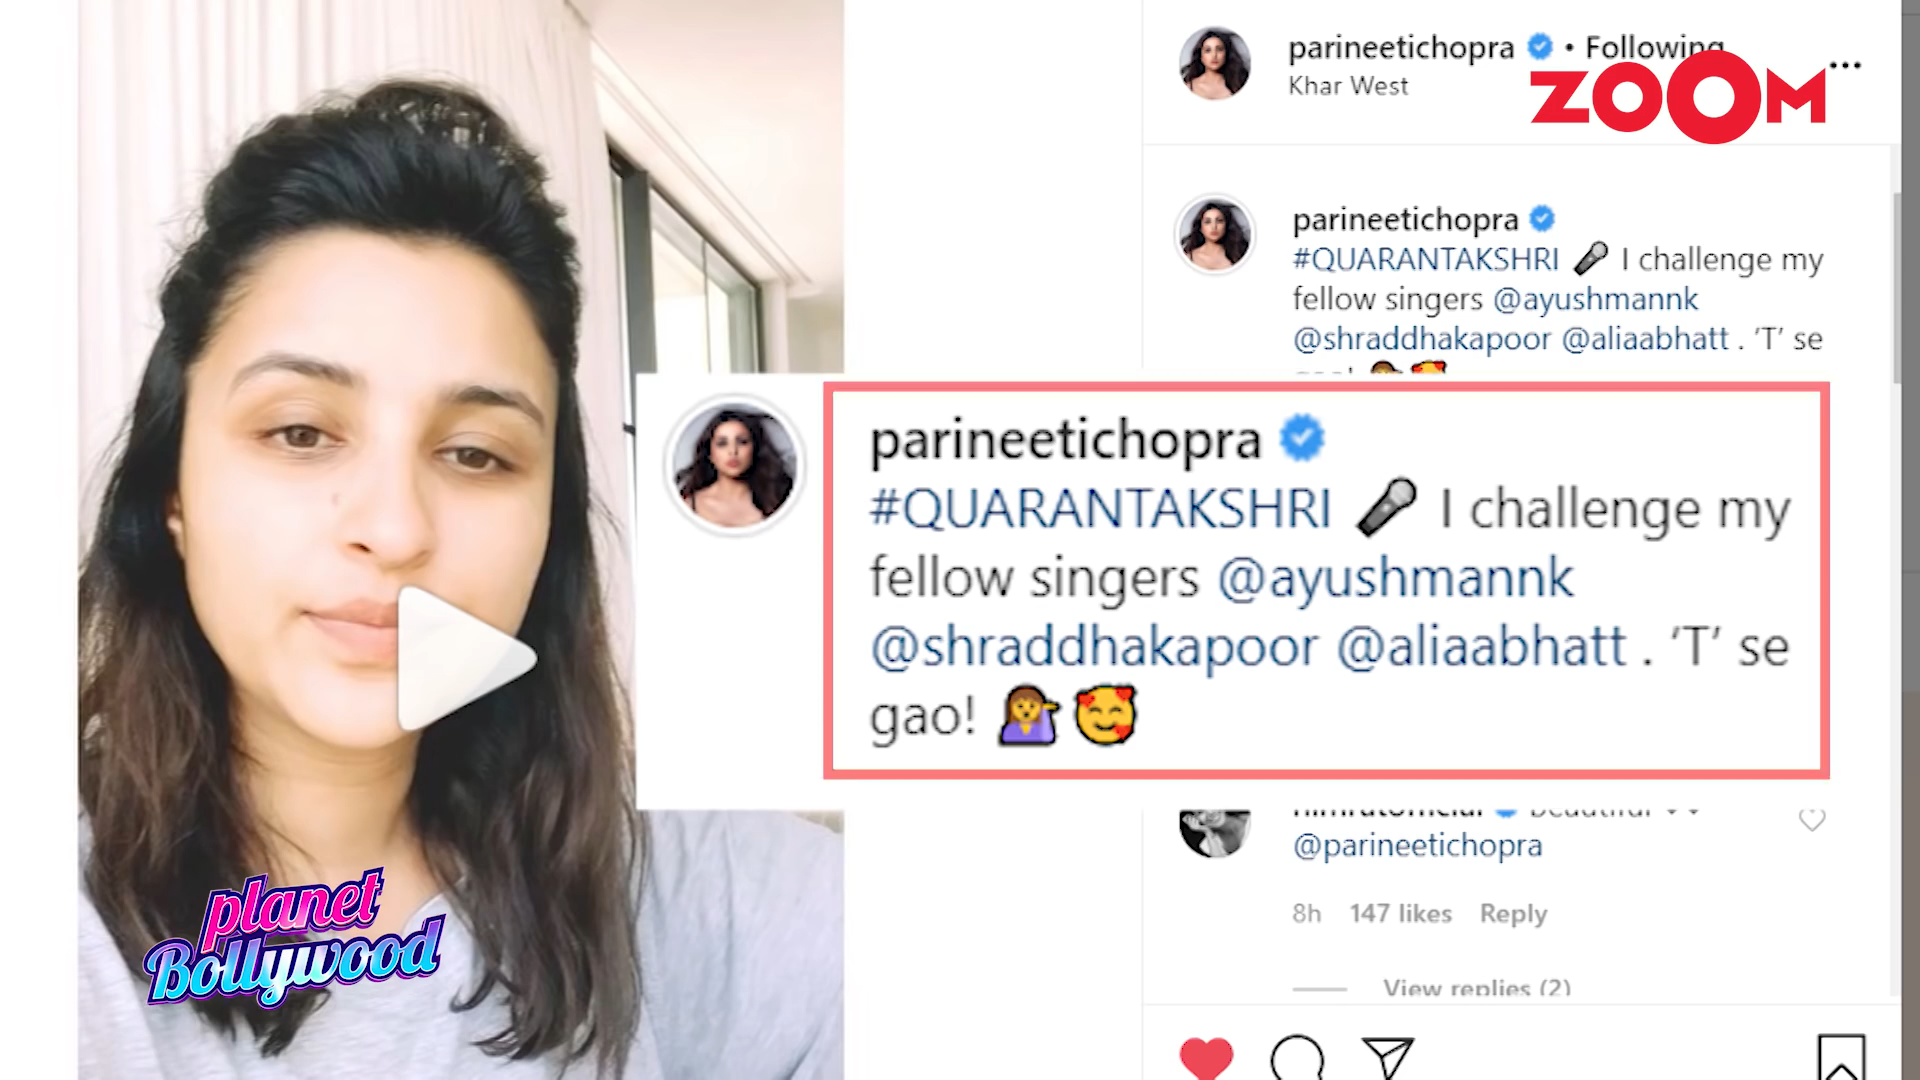 parineetichopra • Following
Khar West
ZOOM
parineetichopra
#QUARANTAKSHRI 🎤 I challenge my
fellow singers @ayushmannk
@shraddhakapoor @aliaabhatt . 'T' se
parineetichopra
#QUARANTAKSHRI 🎤 I challenge my
fellow singers @ayushmannk
@shraddhakapoor @aliaabhatt . 'T' se
gao! 💁‍♀️🥰
@parineetichopra
8h 147 likes Reply
View replies (2)
planet
Bollywood